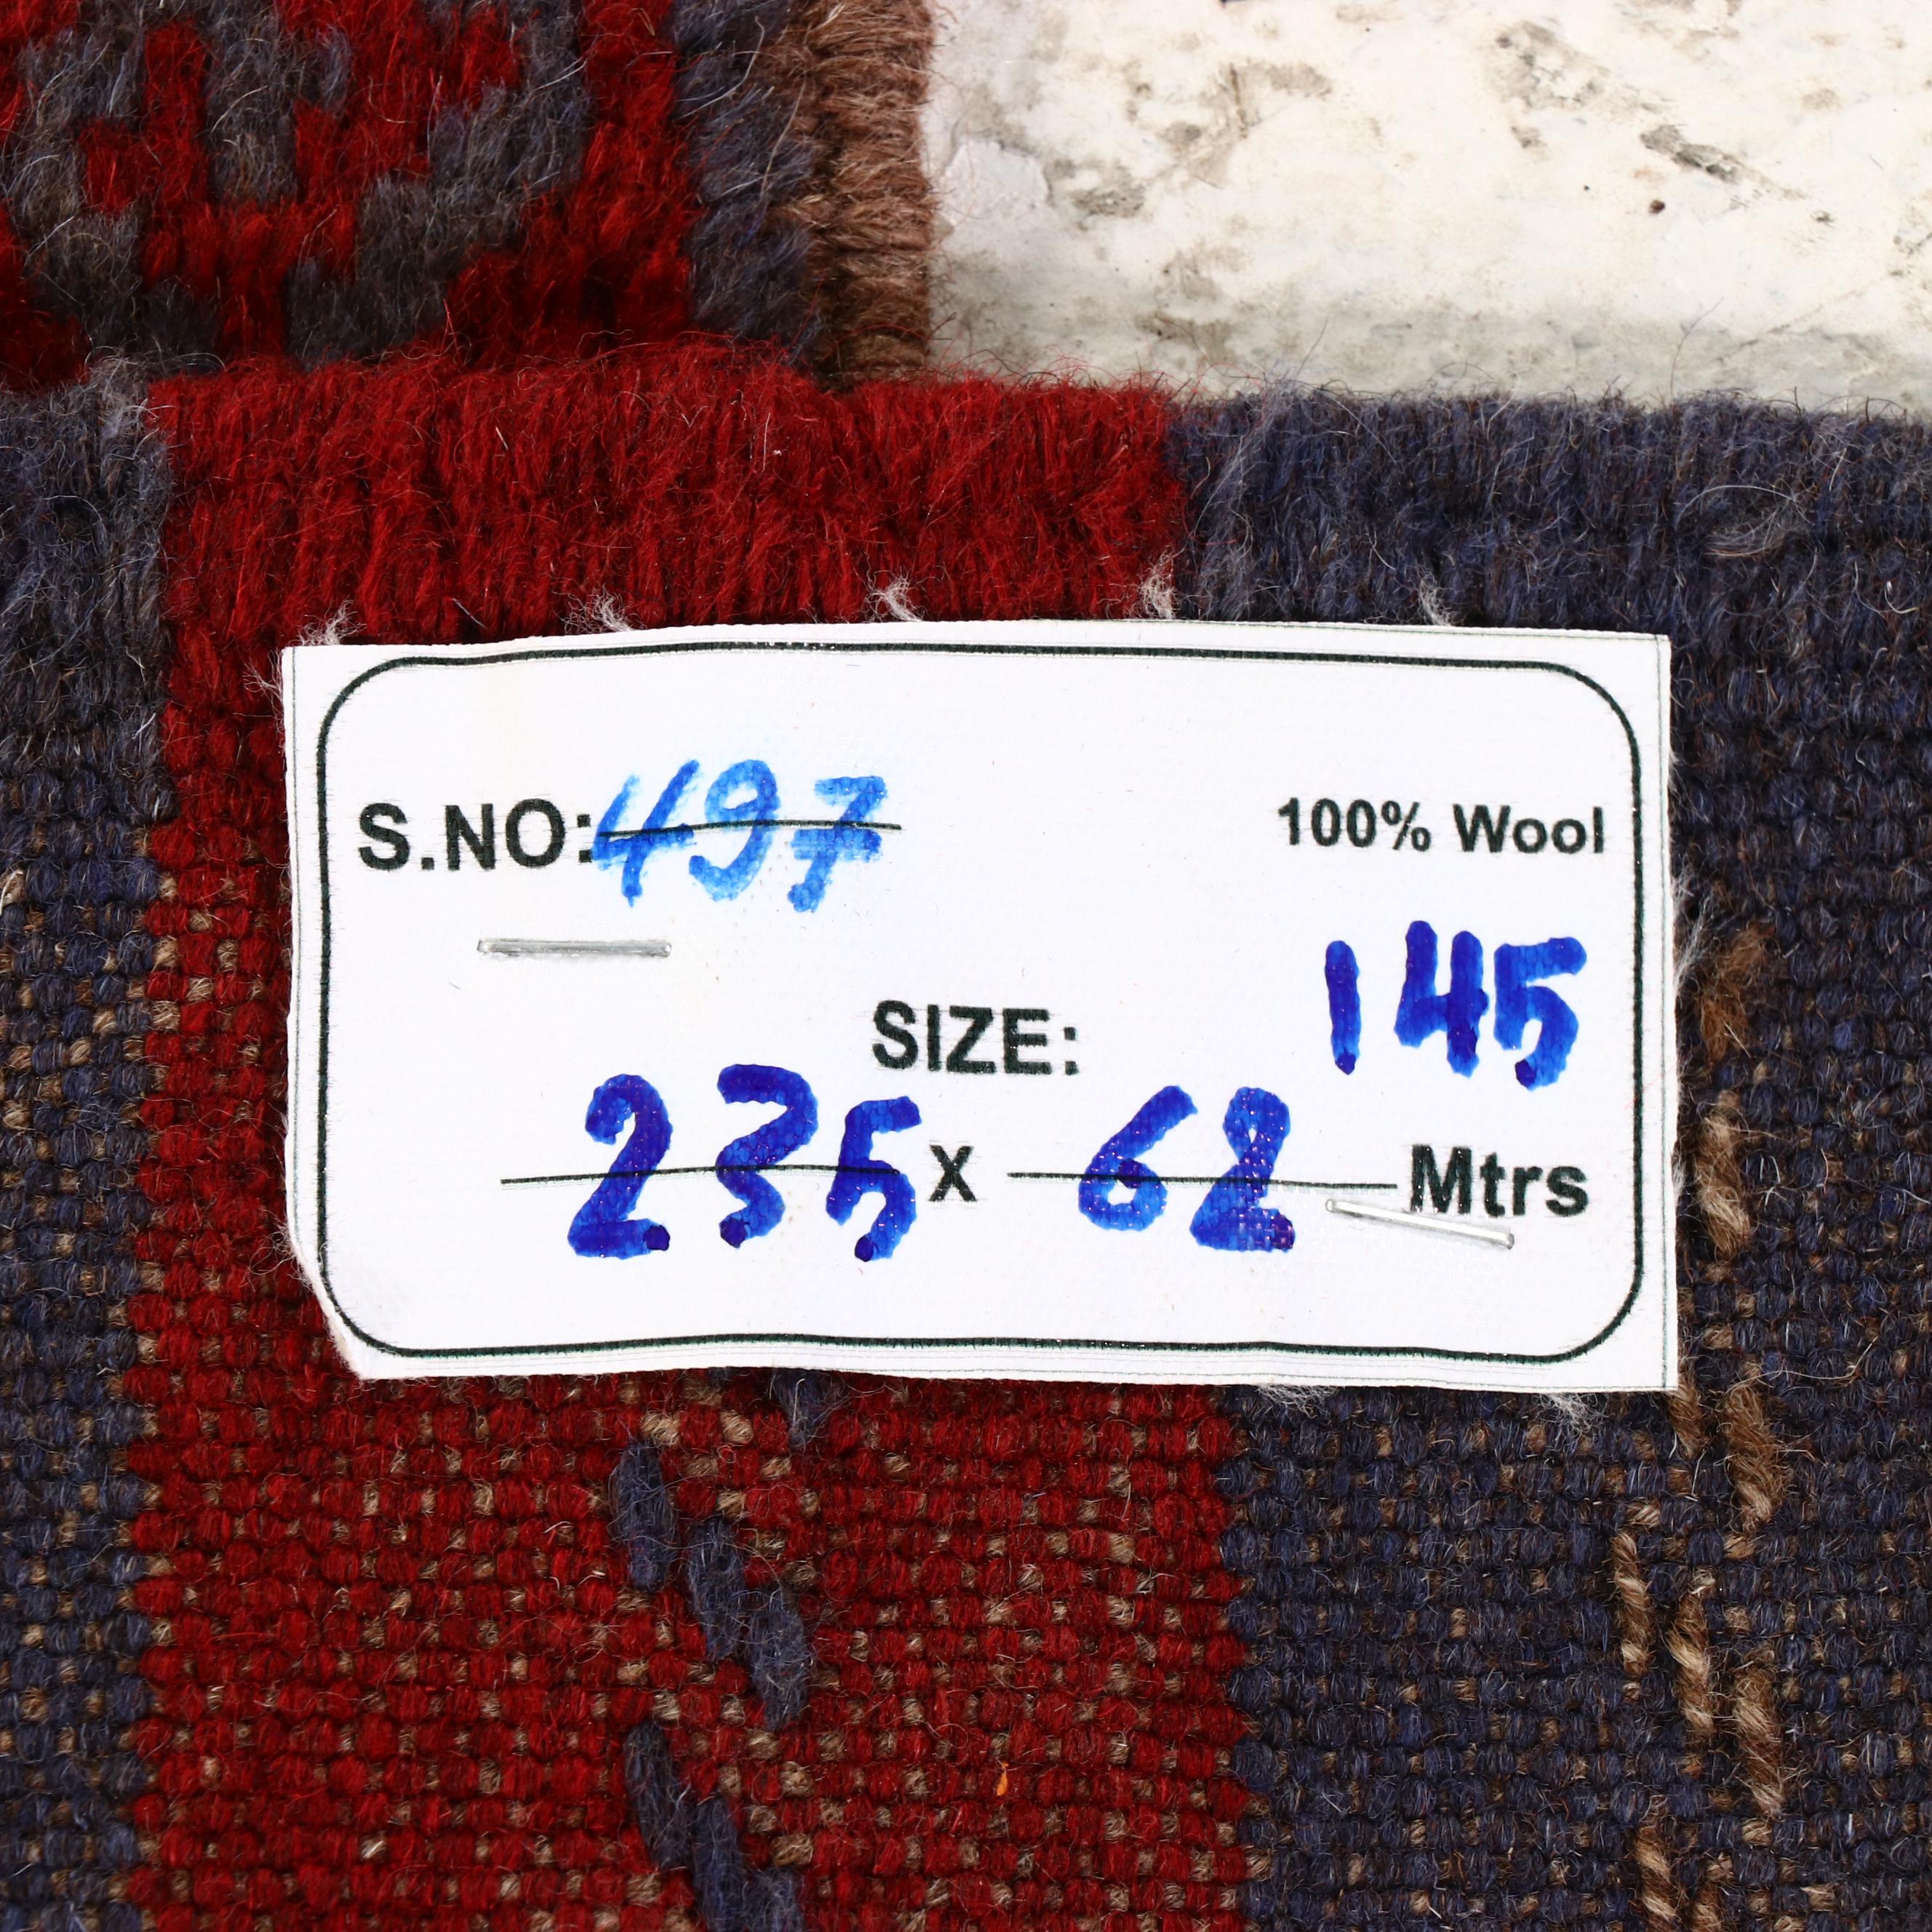 S.NO: 497
100% Wool
145
SIZE:
235 X 62 Mtrs